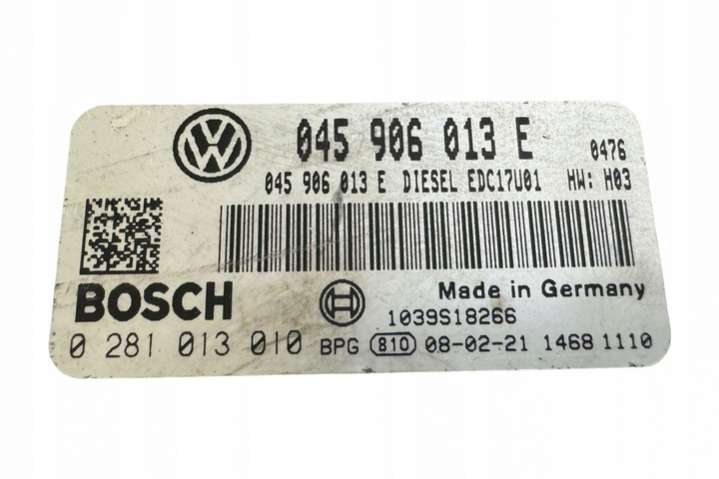 045 906 013 E 0476
045 906 013 E DIESEL EDC17U01 HW: H03
BOSCH Made in Germany
1039S18266
0 281 013 010 BPG 810 08-02-21 1468 1110